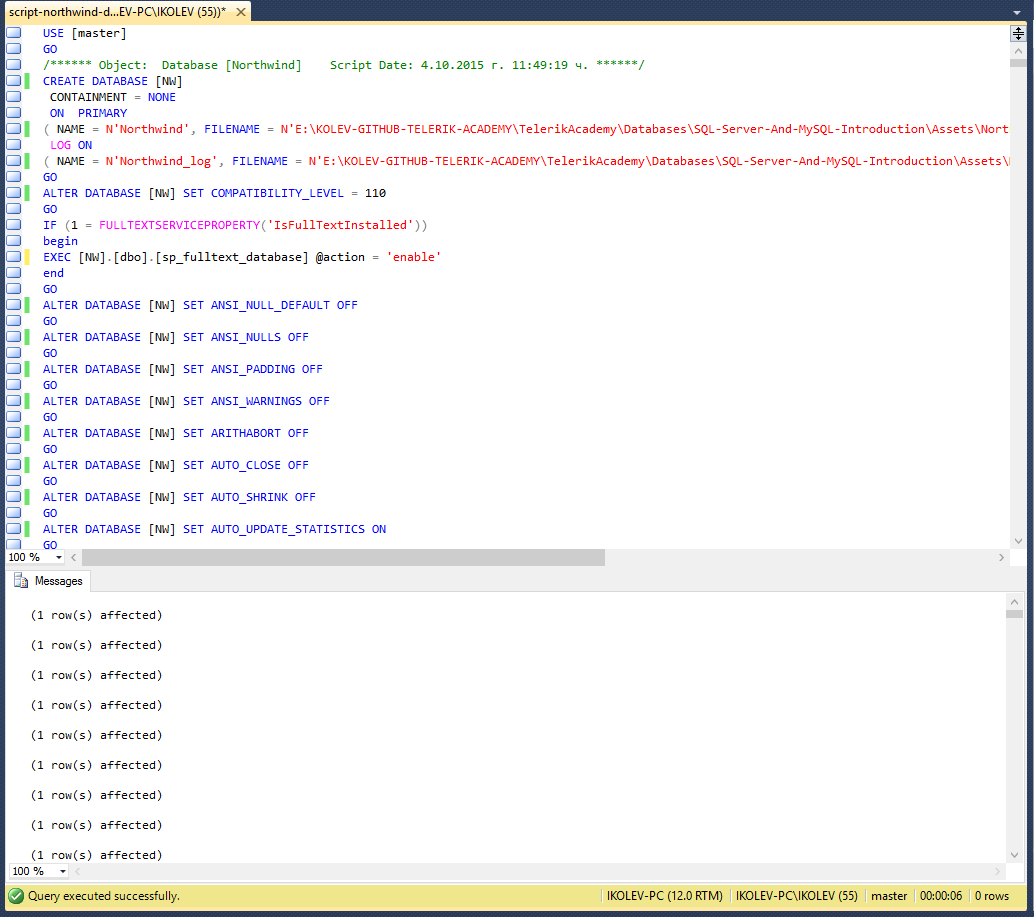 script-northwind-d...EV-PC\IKOLEV (55))*
USE [master]
GO
/****** Object:  Database [Northwind]    Script Date: 4.10.2015 г. 11:49:19 ч. ******/
CREATE DATABASE [NW]
 CONTAINMENT = NONE
 ON  PRIMARY
( NAME = N'Northwind', FILENAME = N'E:\KOLEV-GITHUB-TELERIK-ACADEMY\TelerikAcademy\Databases\SQL-Server-And-MySQL-Introduction\Assets\Nort
 LOG ON
( NAME = N'Northwind_log', FILENAME = N'E:\KOLEV-GITHUB-TELERIK-ACADEMY\TelerikAcademy\Databases\SQL-Server-And-MySQL-Introduction\Assets\
GO
ALTER DATABASE [NW] SET COMPATIBILITY_LEVEL = 110
GO
IF (1 = FULLTEXTSERVICEPROPERTY('IsFullTextInstalled'))
begin
EXEC [NW].[dbo].[sp_fulltext_database] @action = 'enable'
end
GO
ALTER DATABASE [NW] SET ANSI_NULL_DEFAULT OFF
GO
ALTER DATABASE [NW] SET ANSI_NULLS OFF
GO
ALTER DATABASE [NW] SET ANSI_PADDING OFF
GO
ALTER DATABASE [NW] SET ANSI_WARNINGS OFF
GO
ALTER DATABASE [NW] SET ARITHABORT OFF
GO
ALTER DATABASE [NW] SET AUTO_CLOSE OFF
GO
ALTER DATABASE [NW] SET AUTO_SHRINK OFF
GO
ALTER DATABASE [NW] SET AUTO_UPDATE_STATISTICS ON
GO
100 %
Messages
(1 row(s) affected)
(1 row(s) affected)
(1 row(s) affected)
(1 row(s) affected)
(1 row(s) affected)
(1 row(s) affected)
(1 row(s) affected)
(1 row(s) affected)
(1 row(s) affected)
100 %
Query executed successfully. IKOLEV-PC (12.0 RTM) IKOLEV-PC\IKOLEV (55) master 00:00:06 0 rows